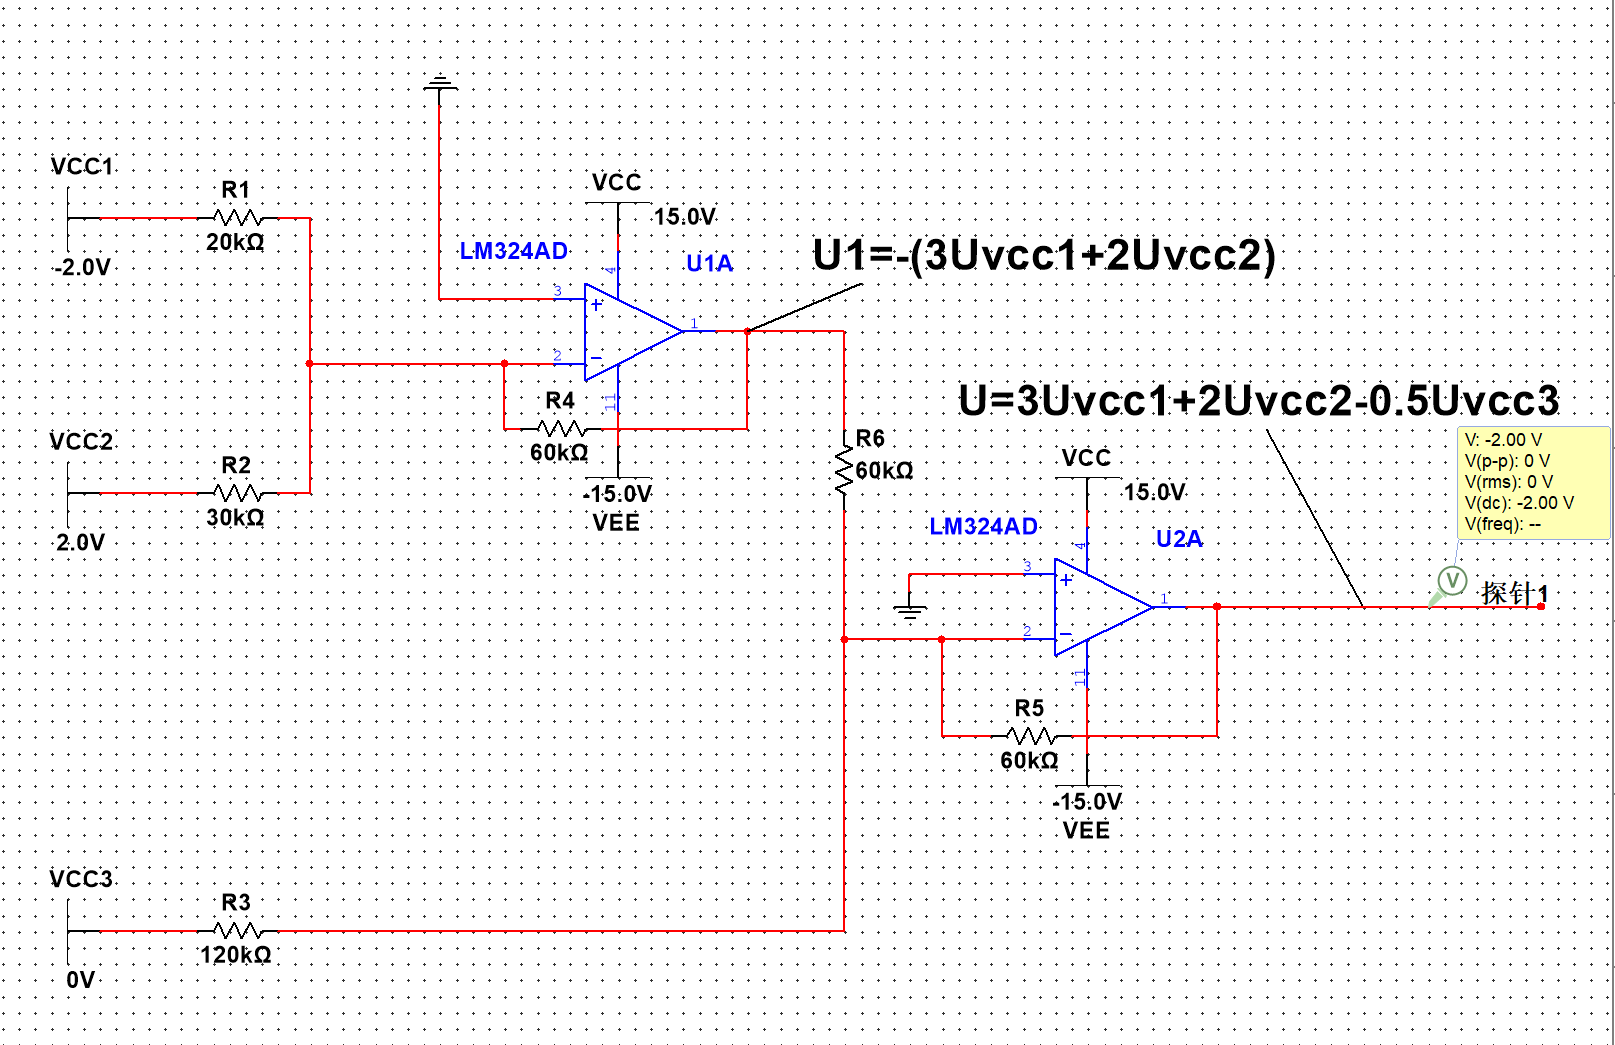 VCC1
R1
20kΩ
-2.0V
VCC2
R2
30kΩ
2.0V
VCC
15.0V
LM324AD
U1A
4
3
+
2
−
1
11
R4
60kΩ
-15.0V
VEE
U1=-(3Uvcc1+2Uvcc2)
U=3Uvcc1+2Uvcc2-0.5Uvcc3
R6
60kΩ
VCC
15.0V
LM324AD
U2A
4
3
+
2
−
1
11
R5
60kΩ
-15.0V
VEE
V: -2.00 V
V(p-p): 0 V
V(rms): 0 V
V(dc): -2.00 V
V(freq): --
V
探针1
VCC3
R3
120kΩ
0V